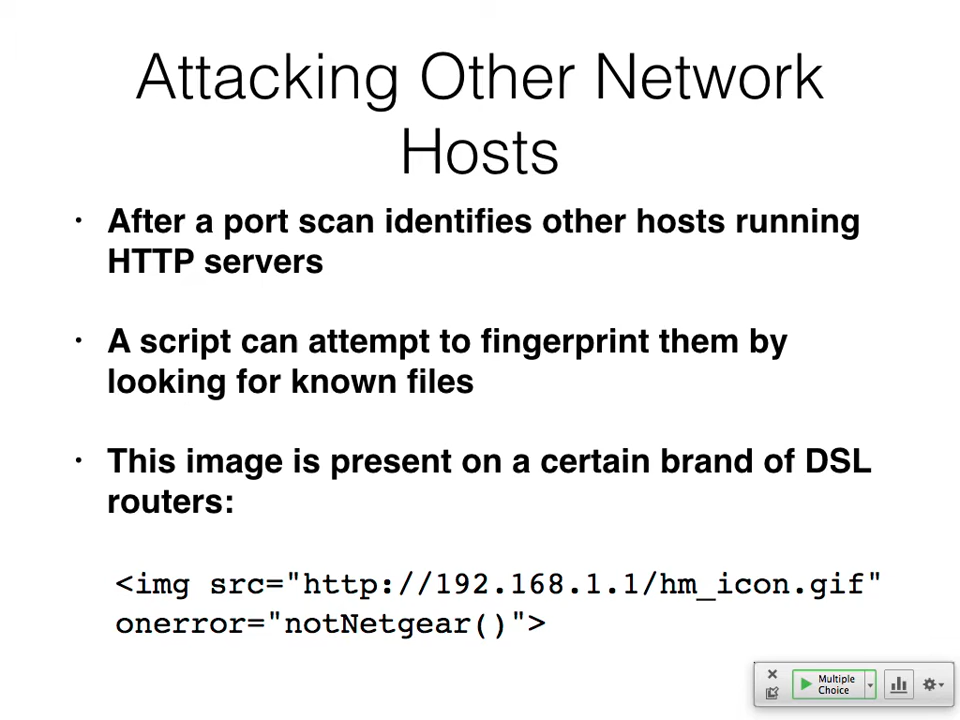 Attacking Other Network
Hosts
• After a port scan identifies other hosts running
HTTP servers
• A script can attempt to fingerprint them by
looking for known files
• This image is present on a certain brand of DSL
routers:
<img src="http://192.168.1.1/hm_icon.gif"
onerror="notNetgear()">
Multiple
Choice